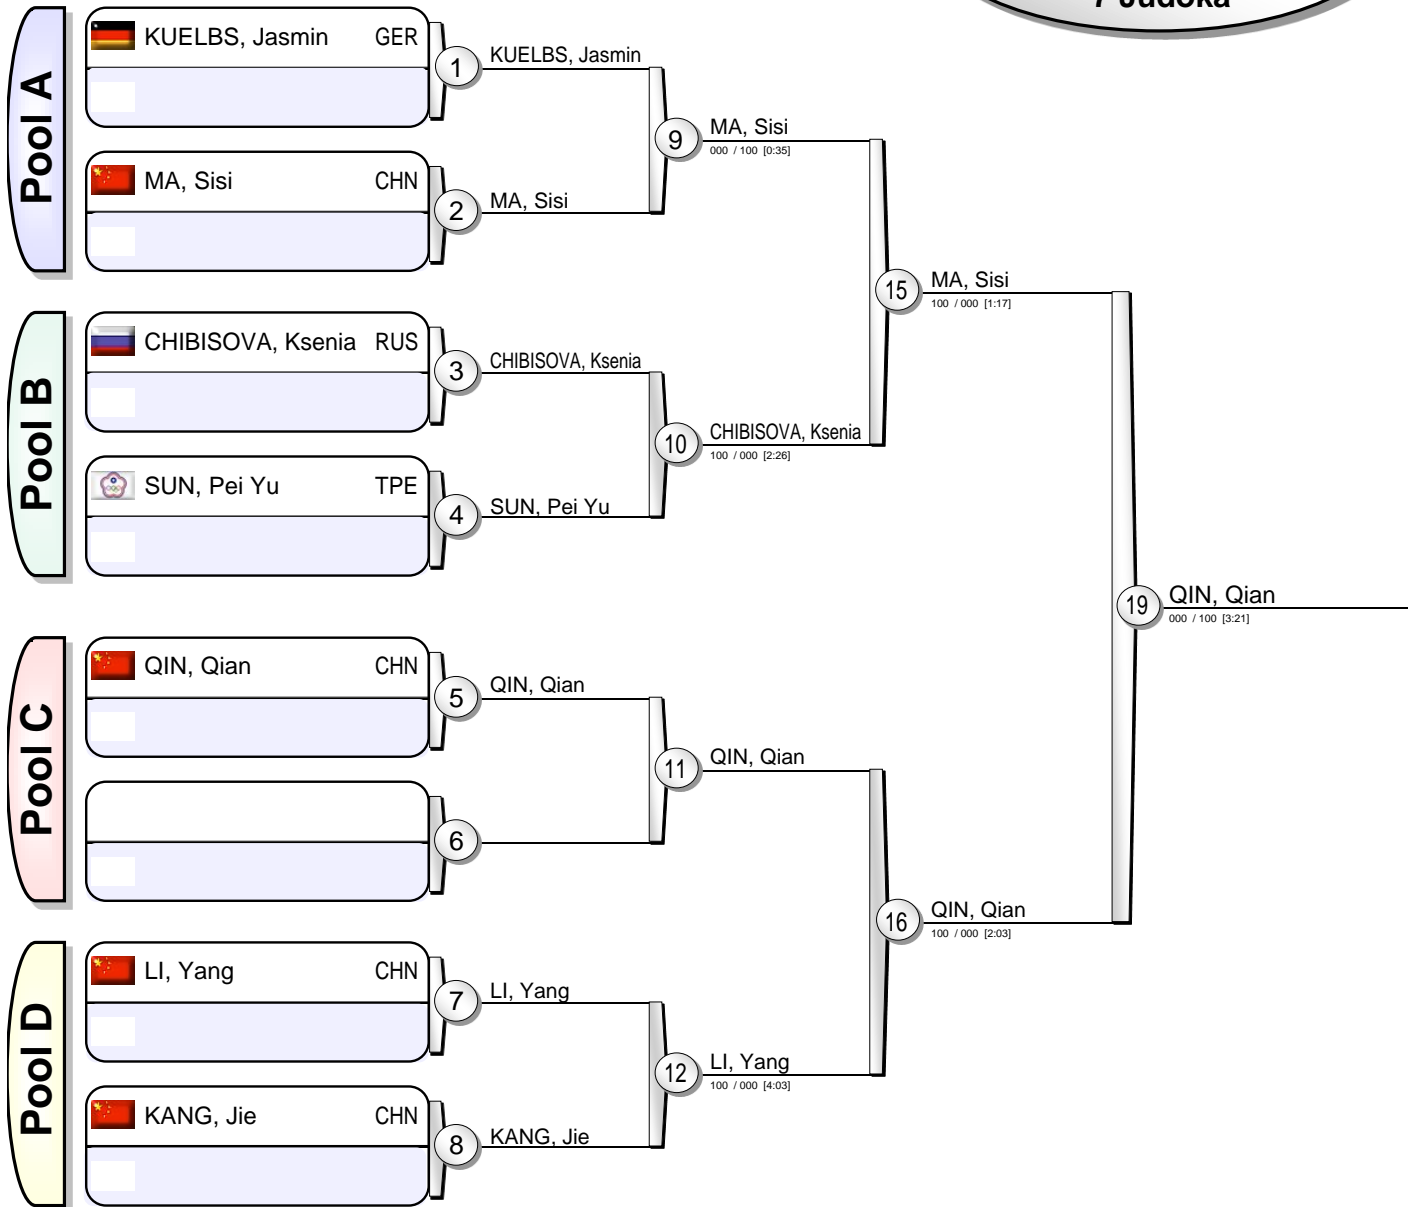 7 Judoka
Pool A
KUELBS, Jasmin GER
1
KUELBS, Jasmin
MA, Sisi CHN
2
MA, Sisi
9
MA, Sisi
000 / 100 [0:35]
Pool B
CHIBISOVA, Ksenia RUS
3
CHIBISOVA, Ksenia
SUN, Pei Yu TPE
4
SUN, Pei Yu
10
CHIBISOVA, Ksenia
100 / 000 [2:26]
15
MA, Sisi
100 / 000 [1:17]
Pool C
QIN, Qian CHN
5
QIN, Qian
6
11
QIN, Qian
Pool D
LI, Yang CHN
7
LI, Yang
KANG, Jie CHN
8
KANG, Jie
12
LI, Yang
100 / 000 [4:03]
16
QIN, Qian
100 / 000 [2:03]
19
QIN, Qian
000 / 100 [3:21]